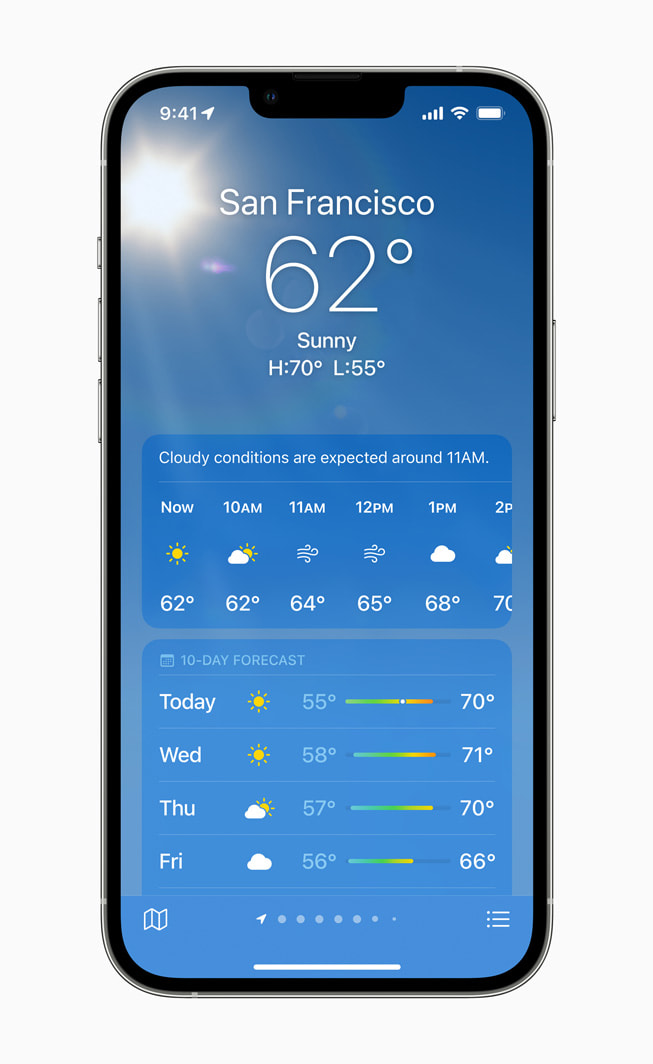 9:41
San Francisco
62°
Sunny
H:70° L:55°
Cloudy conditions are expected around 11AM.
Now 10AM 11AM 12PM 1PM 2P
62° 62° 64° 65° 68° 70
10-DAY FORECAST
Today 55° 70°
Wed 58° 71°
Thu 57° 70°
Fri 56° 66°